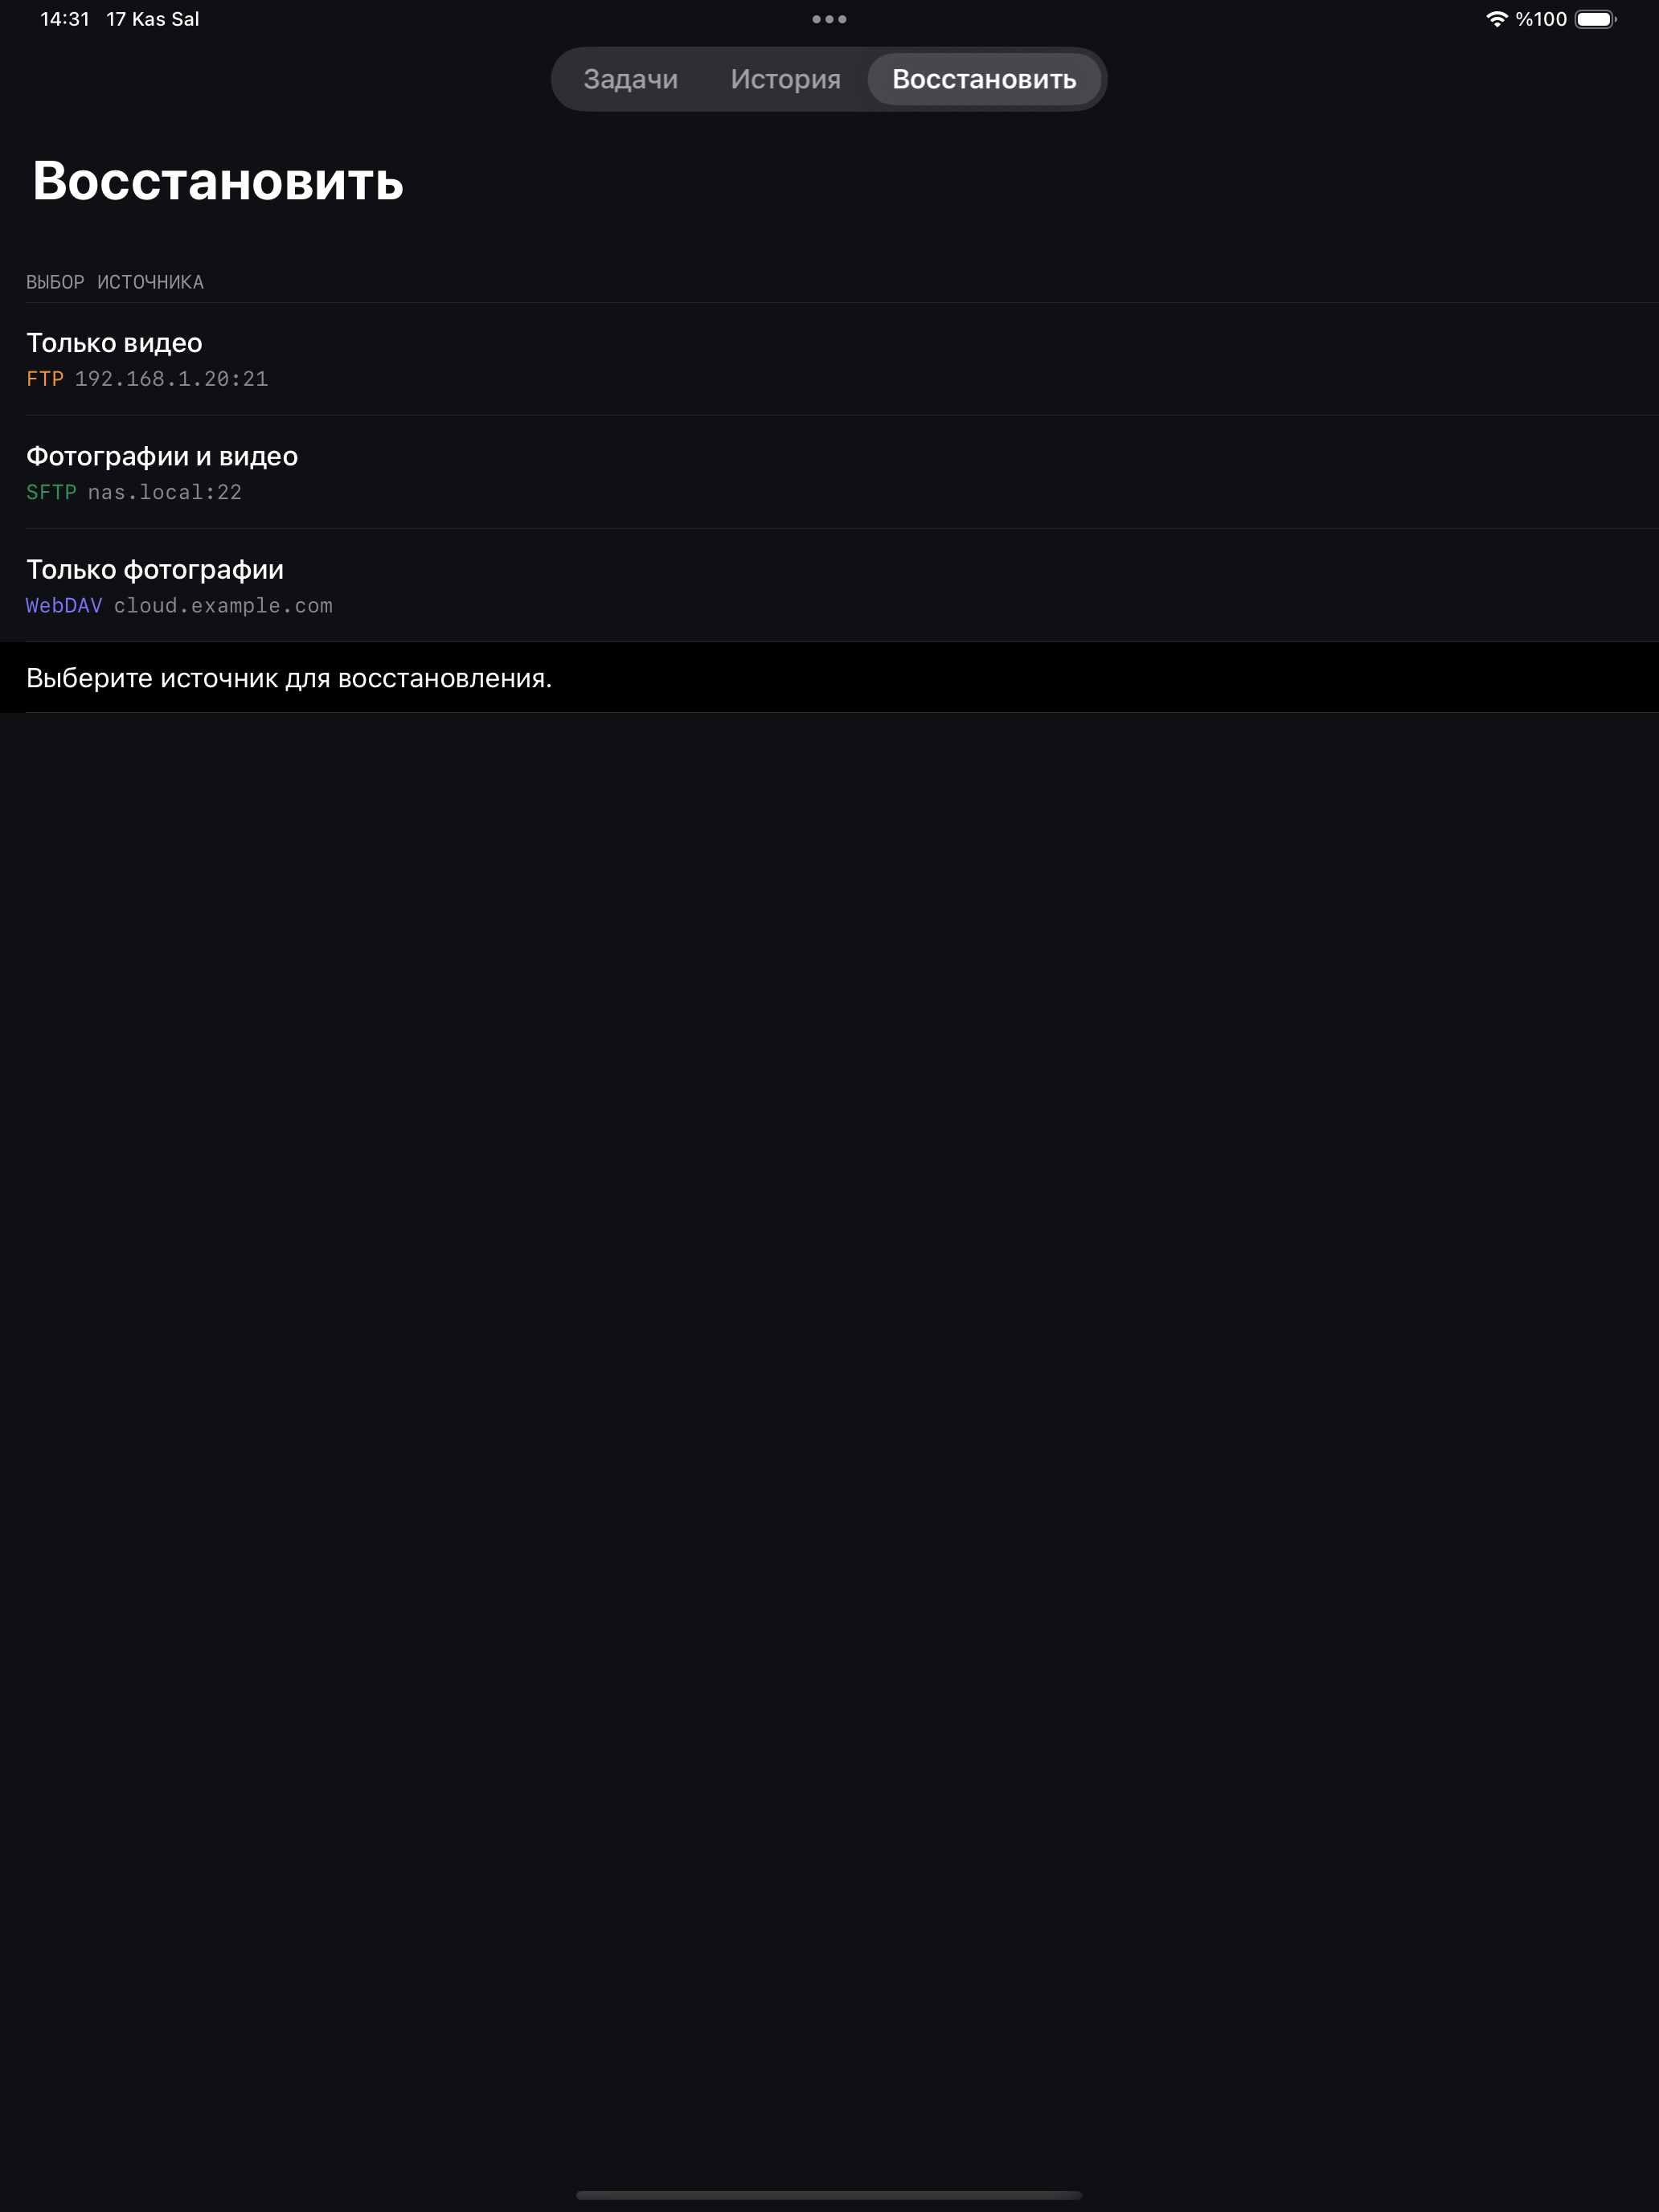 14:31 17 Kas Sal
%100
Задачи История Восстановить
Восстановить
ВЫБОР ИСТОЧНИКА
Только видео
FTP 192.168.1.20:21
Фотографии и видео
SFTP nas.local:22
Только фотографии
WebDAV cloud.example.com
Выберите источник для восстановления.